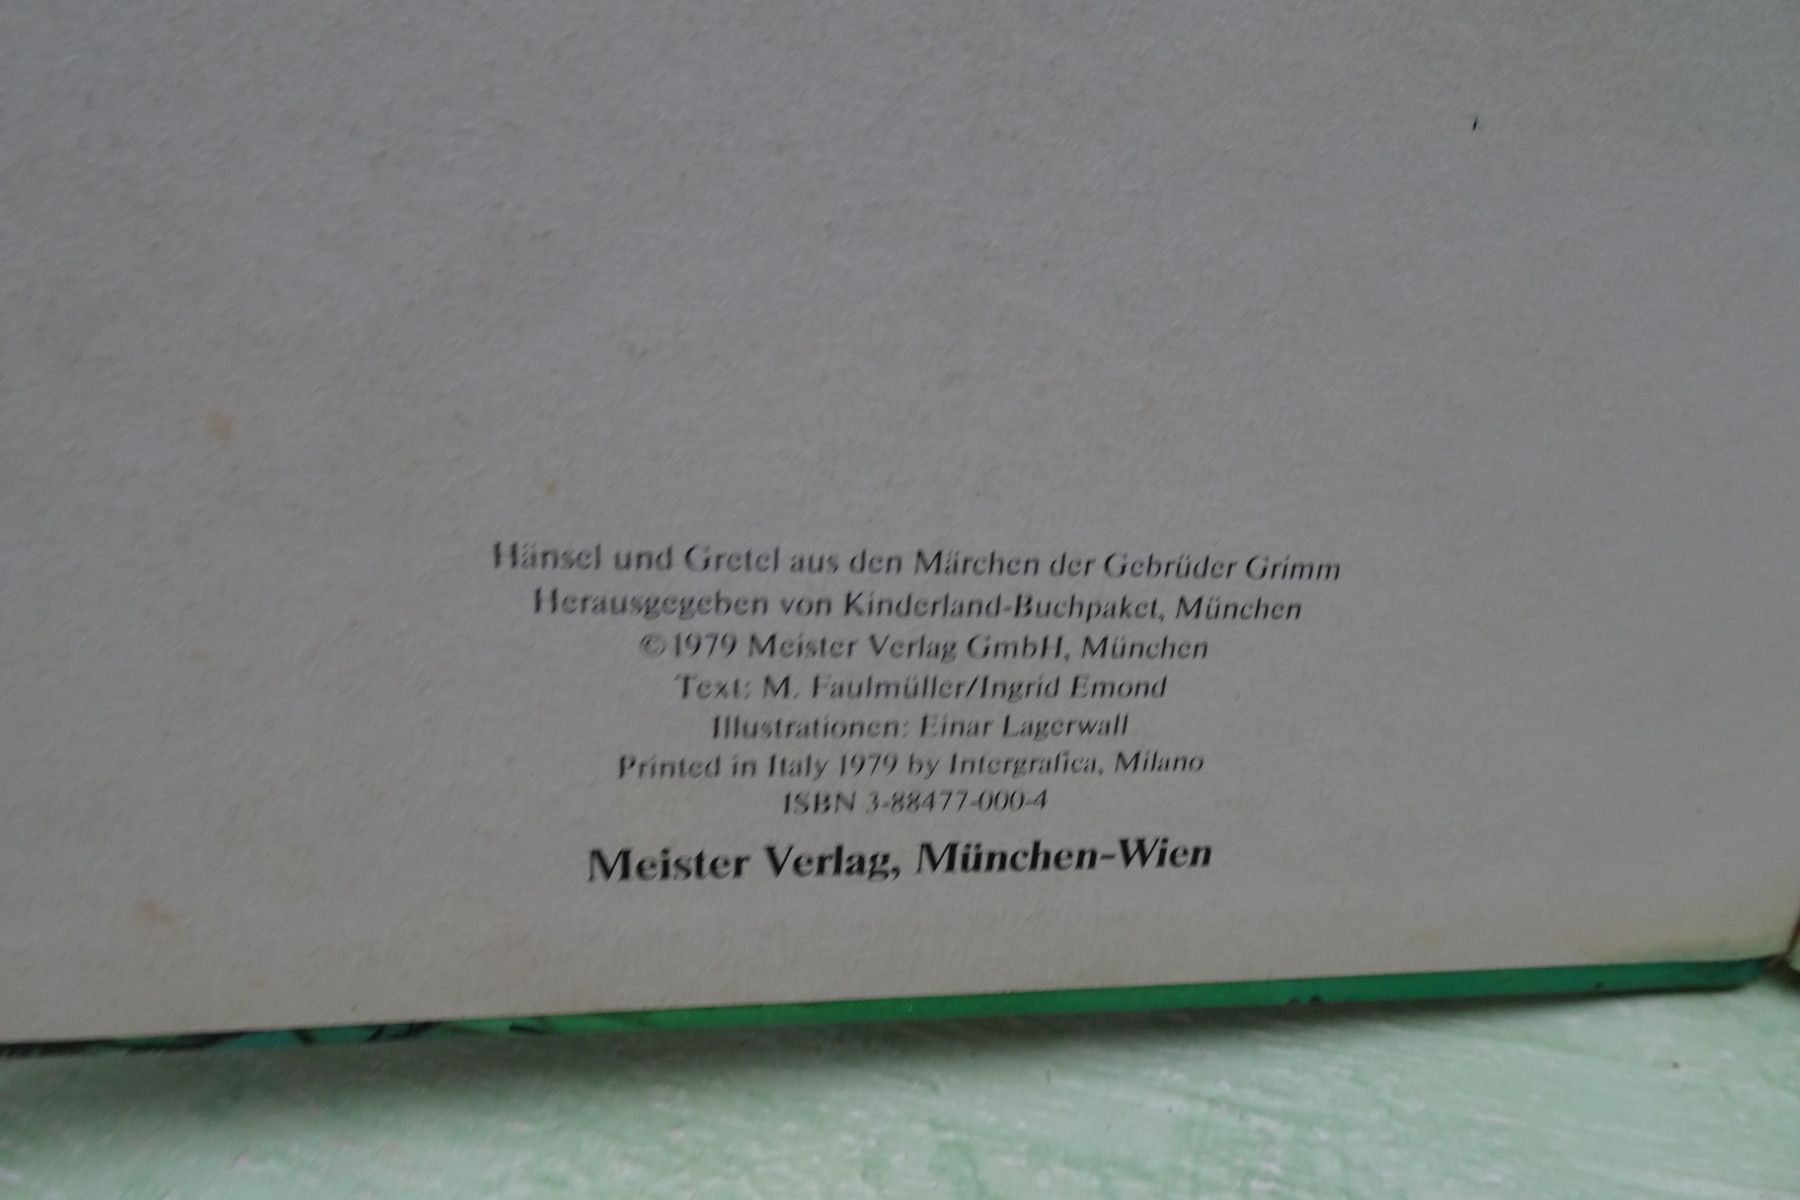 Hänsel und Gretel aus den Märchen der Gebrüder Grimm
Herausgegeben von Kinderland-Buchpaket, München
©1979 Meister Verlag GmbH, München
Text: M. Faulmüller/Ingrid Emond
Illustrationen: Einar Lagerwall
Printed in Italy 1979 by Intergrafica, Milano
ISBN 3-88477-000-4
Meister Verlag, München-Wien